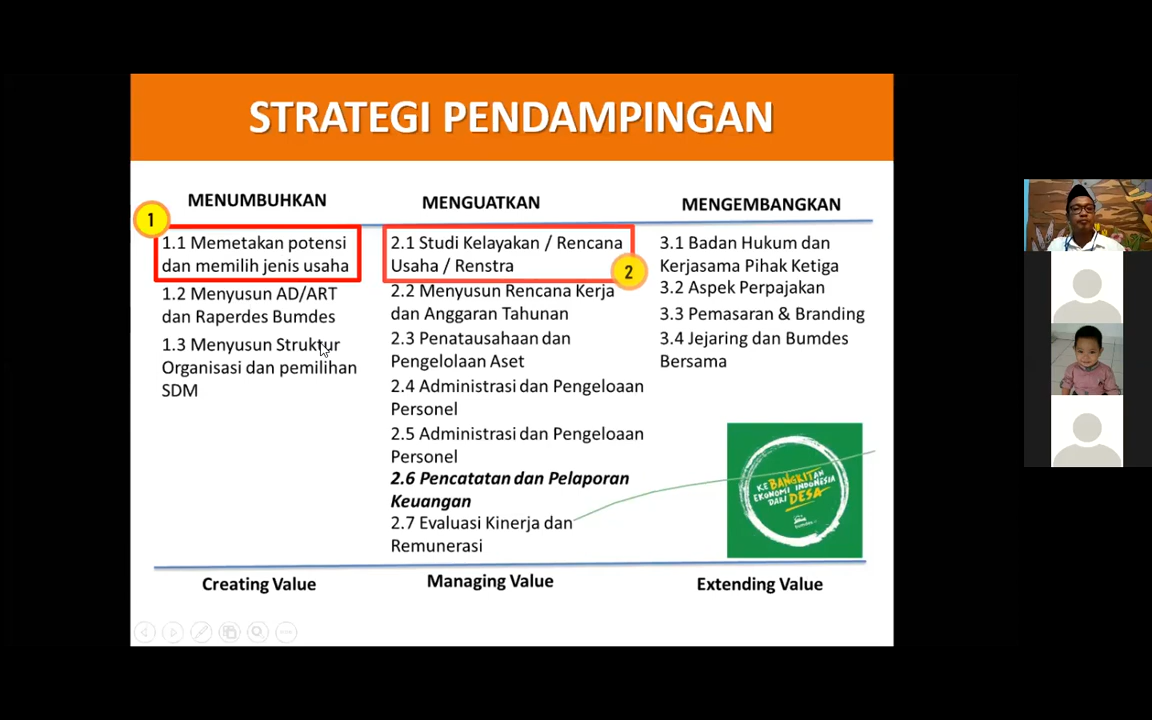 STRATEGI PENDAMPINGAN
MENUMBUHKAN
1
1.1 Memetakan potensi
dan memilih jenis usaha
1.2 Menyusun AD/ART
dan Raperdes Bumdes
1.3 Menyusun Struktur
Organisasi dan pemilihan
SDM
Creating Value
MENGUATKAN
2.1 Studi Kelayakan / Rencana
Usaha / Renstra
2
2.2 Menyusun Rencana Kerja
dan Anggaran Tahunan
2.3 Penatausahaan dan
Pengelolaan Aset
2.4 Administrasi dan Pengeloaan
Personel
2.5 Administrasi dan Pengeloaan
Personel
2.6 Pencatatan dan Pelaporan
Keuangan
2.7 Evaluasi Kinerja dan
Remunerasi
Managing Value
MENGEMBANGKAN
3.1 Badan Hukum dan
Kerjasama Pihak Ketiga
3.2 Aspek Perpajakan
3.3 Pemasaran & Branding
3.4 Jejaring dan Bumdes
Bersama
KEBANGKITAN
EKONOMI INDONESIA
DARI DESA
Extending Value